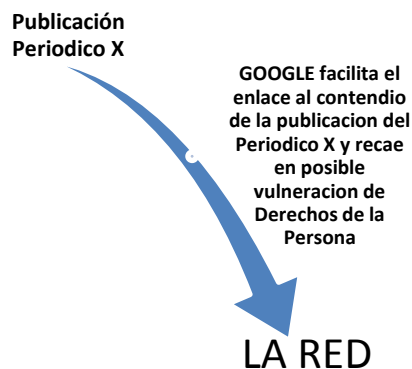 Publicación
Periodico X
GOOGLE facilita el
enlace al contendio
de la publicacion del
Periodico X y recae
en posible
vulneracion de
Derechos de la
Persona
LA RED